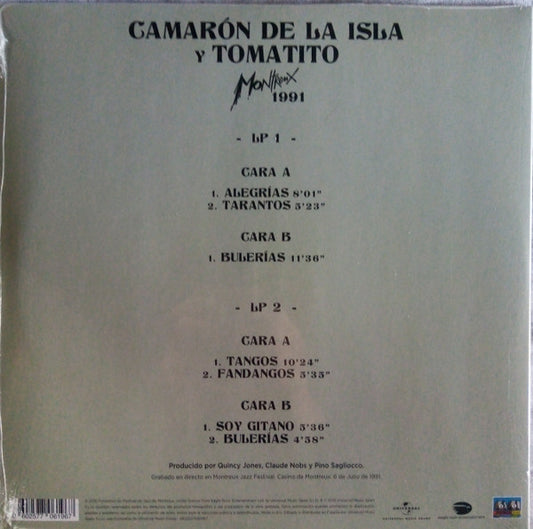 CAMARÓN DE LA ISLA
Y TOMATITO
MONTREUX
1991
- LP 1 -
CARA A
1. ALEGRÍAS 8'01"
2. TARANTOS 5'23"
CARA B
1. BULERÍAS 11'36"
- LP 2 -
CARA A
1. TANGOS 10'24"
2. FANDANGOS 5'35"
CARA B
1. SOY GITANO 5'36"
2. BULERÍAS 4'58"
Producido por Quincy Jones, Claude Nobs y Pino Sagliocco.
Grabado en directo en Montreux Jazz Festival. Casino de Montreux. 6 de julio de 1991.
UNIVERSAL